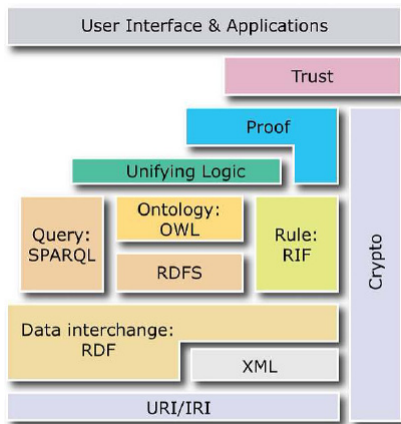 User Interface & Applications
Trust
Proof
Unifying Logic
Query:
SPARQL
Ontology:
OWL
RDFS
Rule:
RIF
Crypto
Data interchange:
RDF
XML
URI/IRI